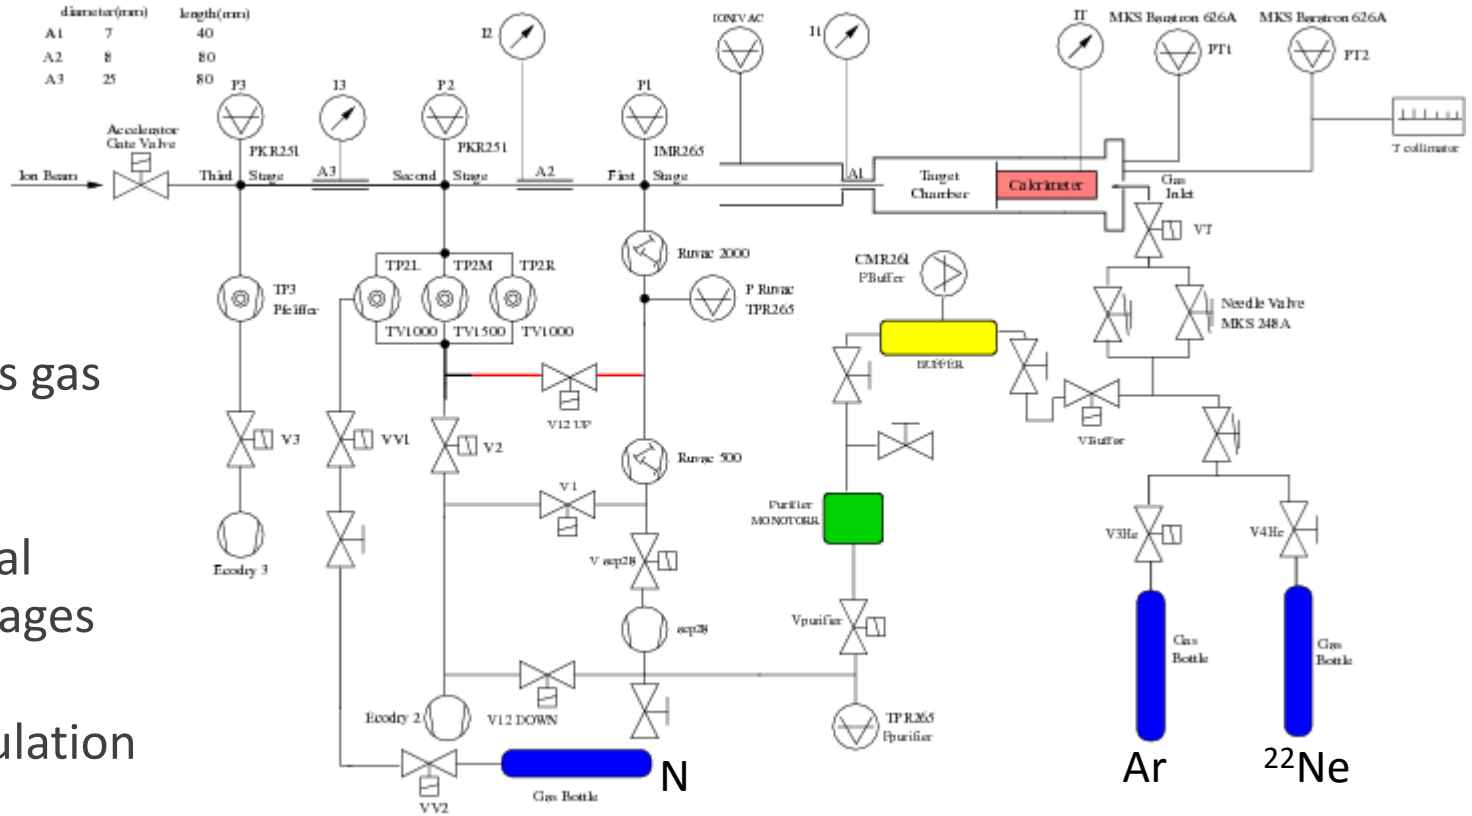 diameter(mm) length(mm)
A1 7 40
A2 8 80
A3 25 80
I2
IONIVAC
I1
IT
MKS Baratron 626A
MKS Baratron 626A
PT1
PT2
P3
I3
P2
P1
Accelerator
Gate Valve
PKR251
PKR251
IMR265
T collimator
Ion Beam
Third Stage
A3
Second Stage
A2
First Stage
A1
Target
Chamber
Calorimeter
Gas
Inlet
VT
Ruvac 2000
CMR261
PBuffer
TP2L TP2M TP2R
TP3
Pfeiffer
P Ruvac
TPR265
Needle Valve
MKS 248A
TV1000 TV1500 TV1000
BUFFER
s gas
V12 UP
VBuffer
V3
VV1
V2
Ruvac 500
V1
Purifier
MONOTORR
V3He
V4He
al
V acp28
Ecodry 3
ages
acp28
Vpurifier
Gas
Bottle
Gas
Bottle
Ecodry 2
V12 DOWN
TPR265
Ppurifier
ulation
N
Ar
22Ne
Gas Bottle
VV2